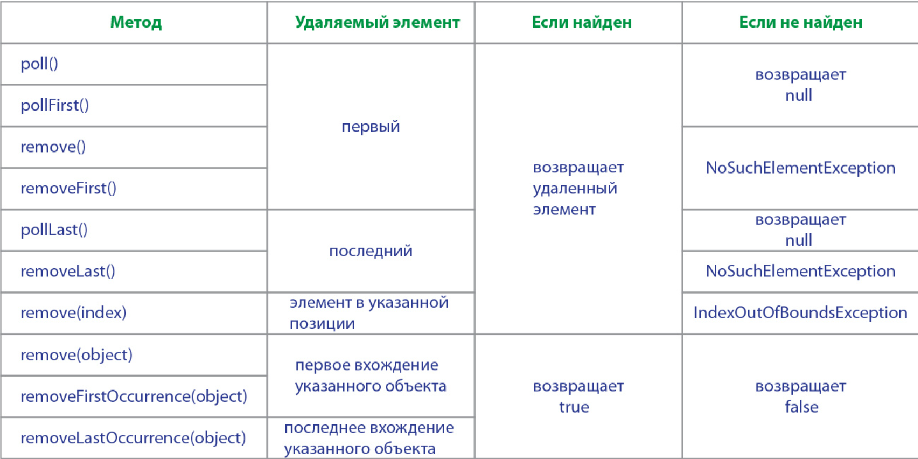 Метод
Удаляемый элемент
Если найден
Если не найден
poll()
первый
возвращает
удаленный
элемент
возвращает
null
pollFirst()
remove()
NoSuchElementException
removeFirst()
pollLast()
последний
возвращает
null
removeLast()
NoSuchElementException
remove(index)
элемент в указанной
позиции
IndexOutOfBoundsException
remove(object)
первое вхождение
указанного объекта
возвращает
true
возвращает
false
removeFirstOccurrence(object)
removeLastOccurrence(object)
последнее вхождение
указанного объекта